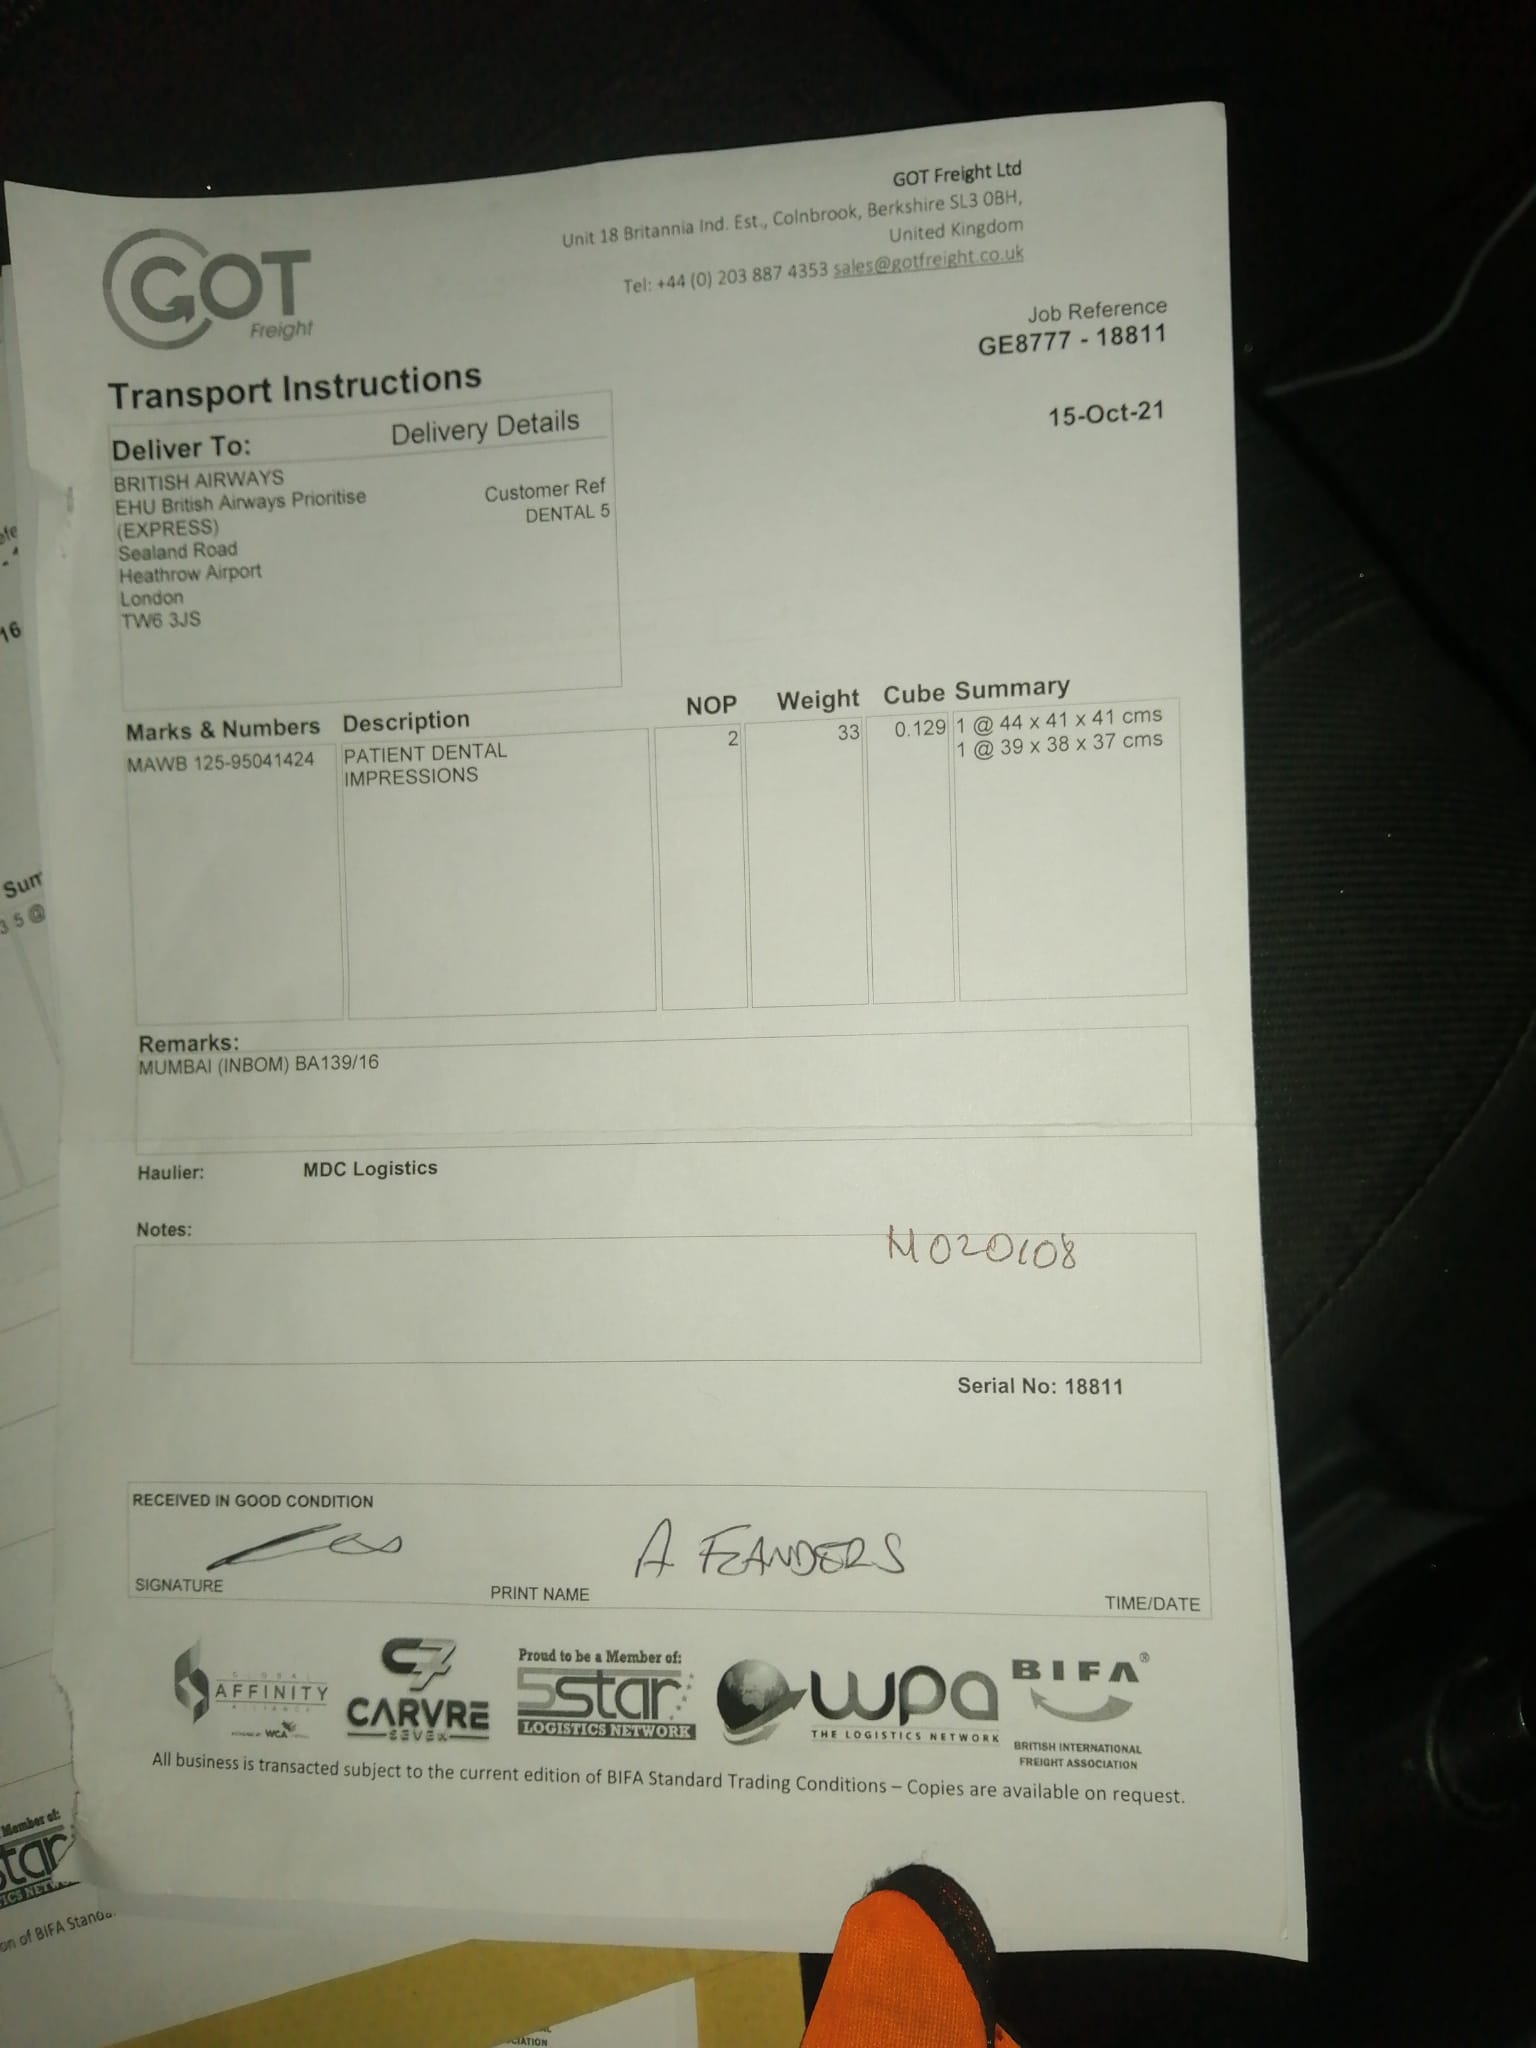 GOT
Freight
GOT Freight Ltd
Unit 18 Britannia Ind. Est., Colnbrook, Berkshire SL3 0BH,
United Kingdom
Tel: +44 (0) 203 887 4353 sales@gotfreight.co.uk
Job Reference
GE8777 - 18811
15-Oct-21
Transport Instructions
Deliver To: Delivery Details
BRITISH AIRWAYS
EHU British Airways Prioritise
(EXPRESS)
Sealand Road
Heathrow Airport
London
TW6 3JS
Customer Ref
DENTAL 5
Marks & Numbers Description NOP Weight Cube Summary
MAWB 125-95041424 PATIENT DENTAL 2 33 0.129 1 @ 44 x 41 x 41 cms
IMPRESSIONS 1 @ 39 x 38 x 37 cms
Remarks:
MUMBAI (INBOM) BA139/16
Haulier: MDC Logistics
Notes:
M020108
Serial No: 18811
RECEIVED IN GOOD CONDITION
A FLANDERS
SIGNATURE PRINT NAME TIME/DATE
GLOBAL
AFFINITY
ALLIANCE
WCA
C7
CARVRE
SEVEN
Proud to be a Member of:
5star
LOGISTICS NETWORK
wpa
THE LOGISTICS NETWORK
BIFA®
BRITISH INTERNATIONAL
FREIGHT ASSOCIATION
All business is transacted subject to the current edition of BIFA Standard Trading Conditions – Copies are available on request.
16
Sum
3 5 @
Member of:
star
on of BIFA Standa
CIATION